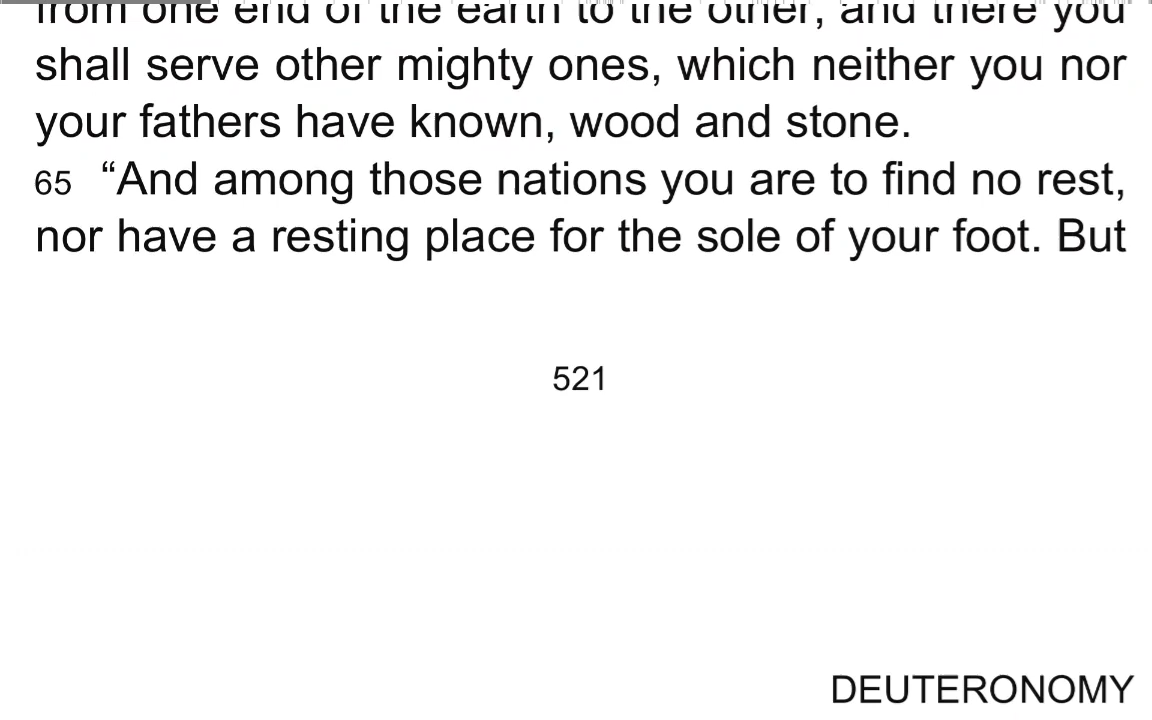 from one end of the earth to the other, and there you
shall serve other mighty ones, which neither you nor
your fathers have known, wood and stone.
65 “And among those nations you are to find no rest,
nor have a resting place for the sole of your foot. But
521
DEUTERONOMY